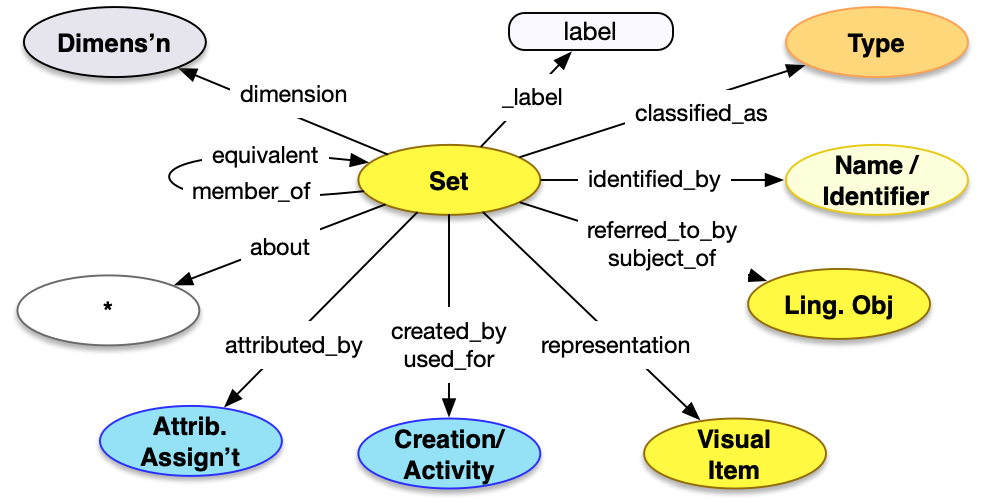 label
Dimens’n
Type
dimension
_label
classified_as
equivalent
member_of
Set
identified_by
Name /
Identifier
about
referred_to_by
subject_of
*
Ling. Obj
attributed_by
created_by
used_for
representation
Attrib.
Assign’t
Creation/
Activity
Visual
Item